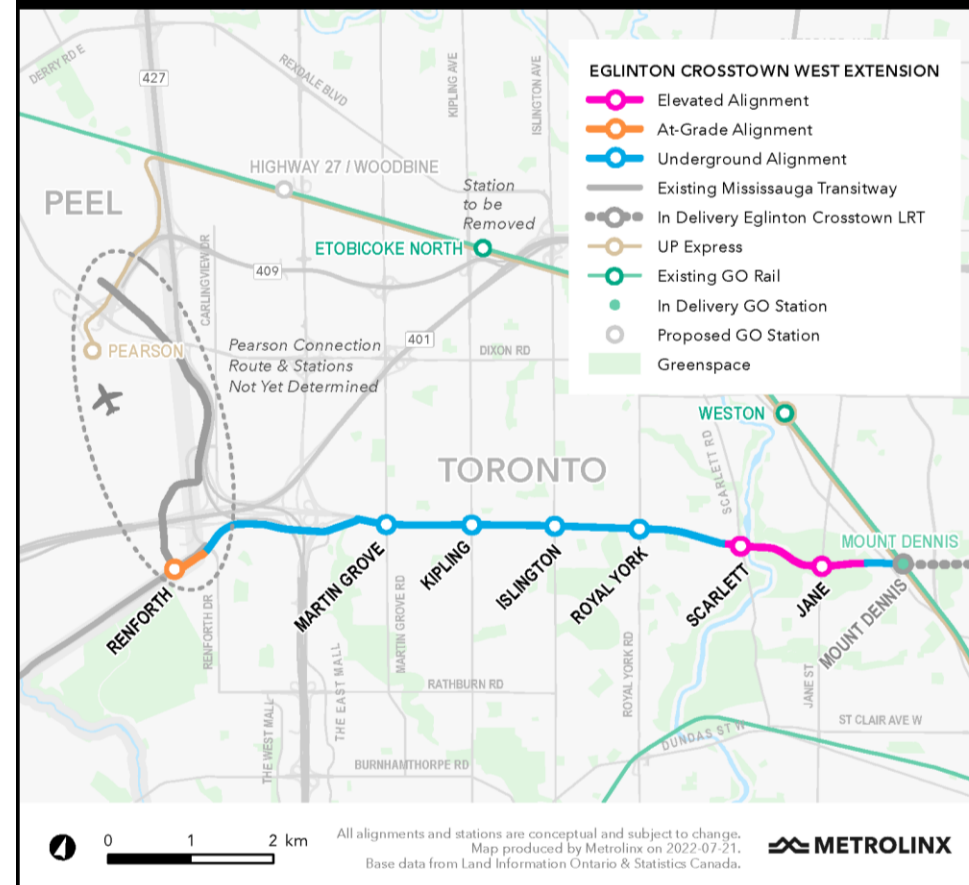 DERRY RD E
427
REXDALE BLVD
KIPLING AVE
ISLINGTON AVE
EGLINTON CROSSTOWN WEST EXTENSION
Elevated Alignment
At-Grade Alignment
Underground Alignment
Existing Mississauga Transitway
In Delivery Eglinton Crosstown LRT
UP Express
Existing GO Rail
In Delivery GO Station
Proposed GO Station
Greenspace
HIGHWAY 27 / WOODBINE
PEEL
Station
to be
Removed
ETOBICOKE NORTH
CARLINGVIEW DR
409
401
Pearson Connection
Route & Stations
Not Yet Determined
PEARSON
DIXON RD
WESTON
TORONTO
SCARLETT RD
MOUNT DENNIS
RENFORTH
MARTIN GROVE
KIPLING
ISLINGTON
ROYAL YORK
SCARLETT
JANE
MOUNT DENNIS
RENFORTH DR
MARTIN GROVE RD
THE EAST MALL
THE WEST MALL
RATHBURN RD
ROYAL YORK RD
JANE ST
ST CLAIR AVE W
DUNDAS ST W
BURNHAMTHORPE RD
0 1 2 km
All alignments and stations are conceptual and subject to change.
Map produced by Metrolinx on 2022-07-21.
Base data from Land Information Ontario & Statistics Canada.
METROLINX